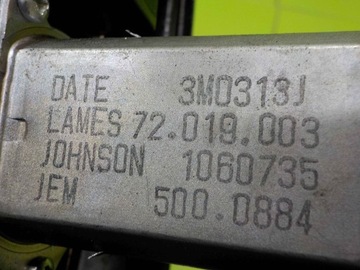 DATE 3M0313J
LAMES 72.019.003
JOHNSON 1060735
JEM 500.0884